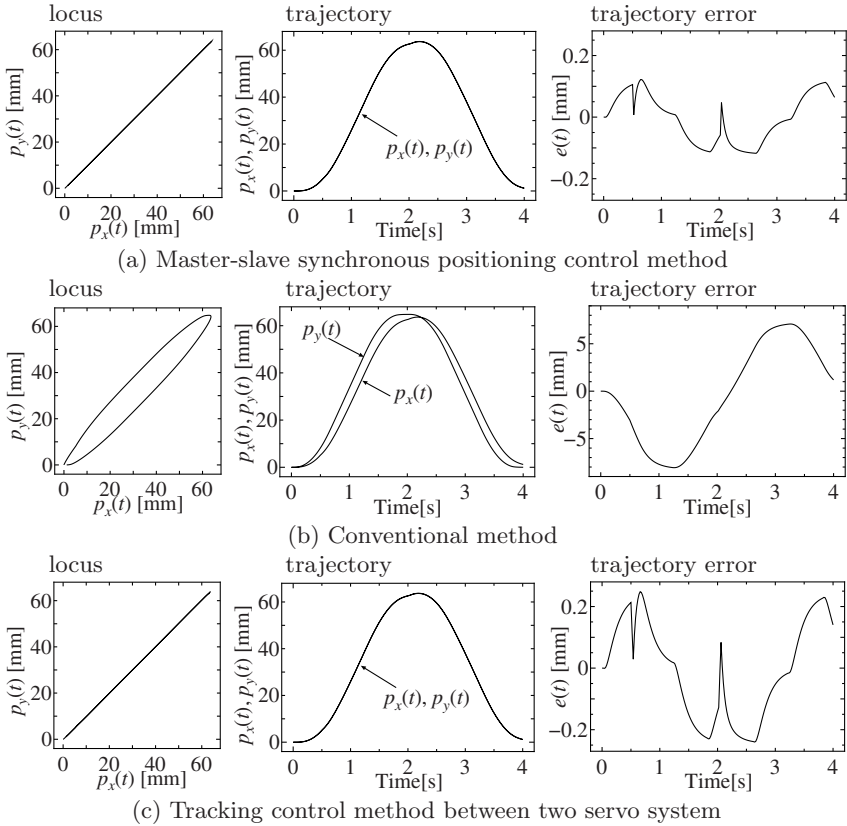 locus trajectory trajectory error
60
40
20
0
p_y(t) [mm]
0 20 40 60
p_x(t) [mm]
60
40
20
0
p_x(t), p_y(t) [mm]
p_x(t), p_y(t)
0 1 2 3 4
Time[s]
0.2
0
−0.2
e(t) [mm]
0 1 2 3 4
Time[s]
(a) Master-slave synchronous positioning control method
locus trajectory trajectory error
60
40
20
0
p_y(t) [mm]
0 20 40 60
p_x(t) [mm]
60
40
20
0
p_x(t), p_y(t) [mm]
p_y(t)
p_x(t)
0 1 2 3 4
Time[s]
5
0
−5
e(t) [mm]
0 1 2 3 4
Time[s]
(b) Conventional method
locus trajectory trajectory error
60
40
20
0
p_y(t) [mm]
0 20 40 60
p_x(t) [mm]
60
40
20
0
p_x(t), p_y(t) [mm]
p_x(t), p_y(t)
0 1 2 3 4
Time[s]
0.2
0
−0.2
e(t) [mm]
0 1 2 3 4
Time[s]
(c) Tracking control method between two servo system